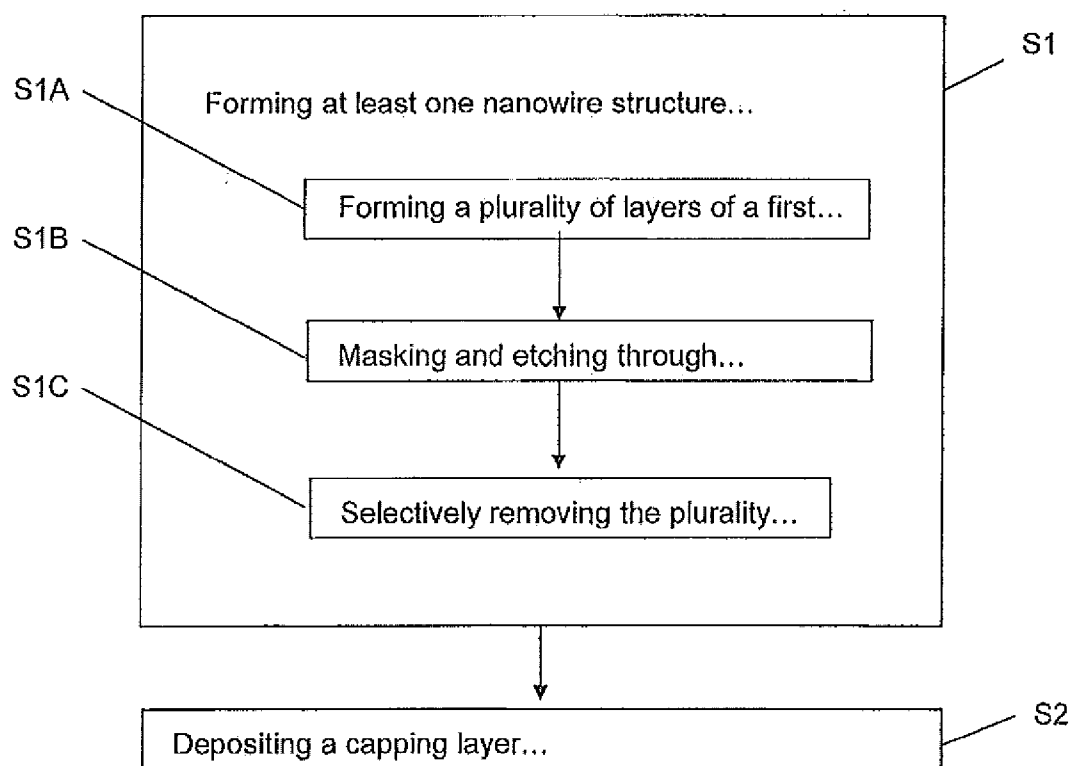 S1
S1A
Forming at least one nanowire structure...
Forming a plurality of layers of a first...
S1B
Masking and etching through...
S1C
Selectively removing the plurality...
S2
Depositing a capping layer...